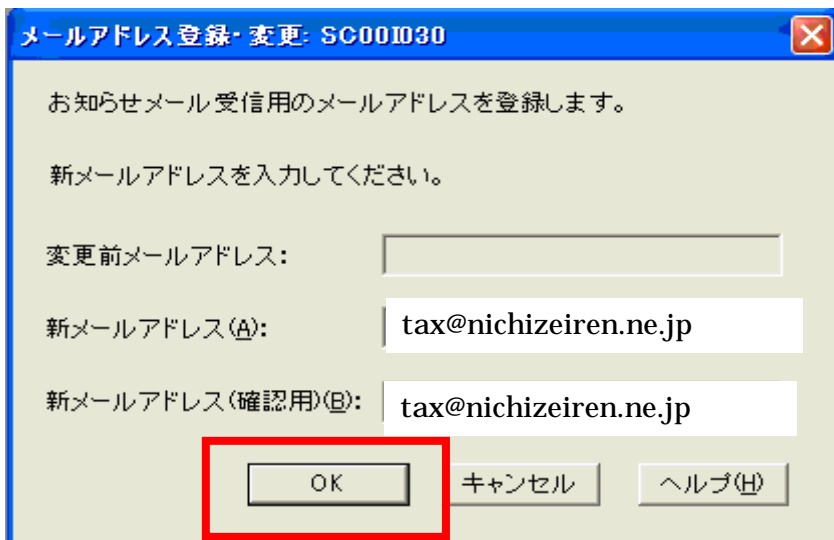 メールアドレス登録・変更: SC00I030
お知らせメール受信用のメールアドレスを登録します。
新メールアドレスを入力してください。
変更前メールアドレス:
新メールアドレス(A): tax@nichizeiren.ne.jp
新メールアドレス(確認用)(B): tax@nichizeiren.ne.jp
OK キャンセル ヘルプ(H)